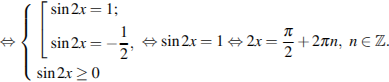 ⇔ { [ sin 2x = 1; sin 2x = −1/2, sin 2x ≥ 0 ⇔ sin 2x = 1 ⇔ 2x = π/2 + 2πn, n ∈ ℤ.